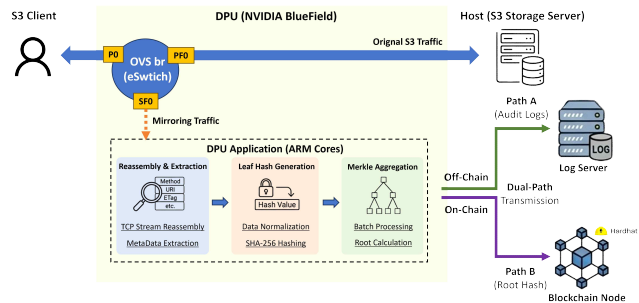 S3 Client
DPU (NVIDIA BlueField)
Host (S3 Storage Server)
P0
PF0
Orignal S3 Traffic
OVS br
(eSwtich)
SF0
Mirroring Traffic
Path A
(Audit Logs)
LOG
Log Server
DPU Application (ARM Cores)
Reassembly & Extraction
Method
URI
ETag
etc.
TCP Stream Reassembly
MetaData Extraction
Leaf Hash Generation
Hash Value
Data Normalization
SHA-256 Hashing
Merkle Aggregation
Batch Processing
Root Calculation
Off-Chain
On-Chain
Dual-Path
Transmission
Hardhat
Path B
(Root Hash)
Blockchain Node